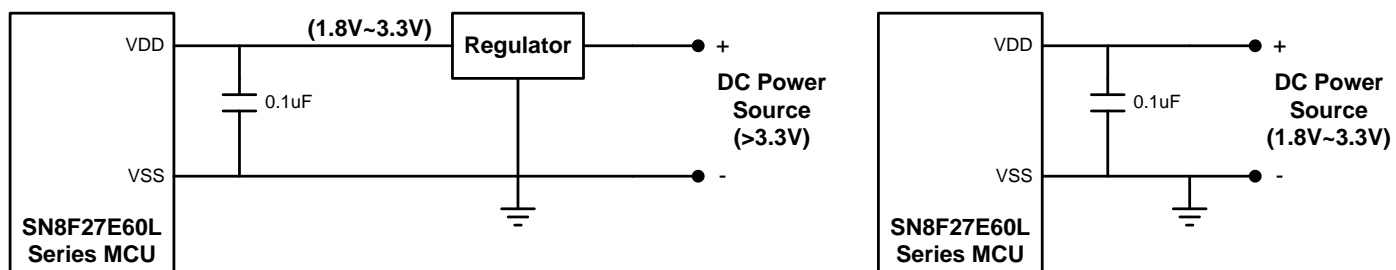 VDD
(1.8V~3.3V)
Regulator
+
0.1uF
DC Power
Source
(>3.3V)
VSS
-
SN8F27E60L
Series MCU
VDD
+
0.1uF
DC Power
Source
(1.8V~3.3V)
VSS
-
SN8F27E60L
Series MCU